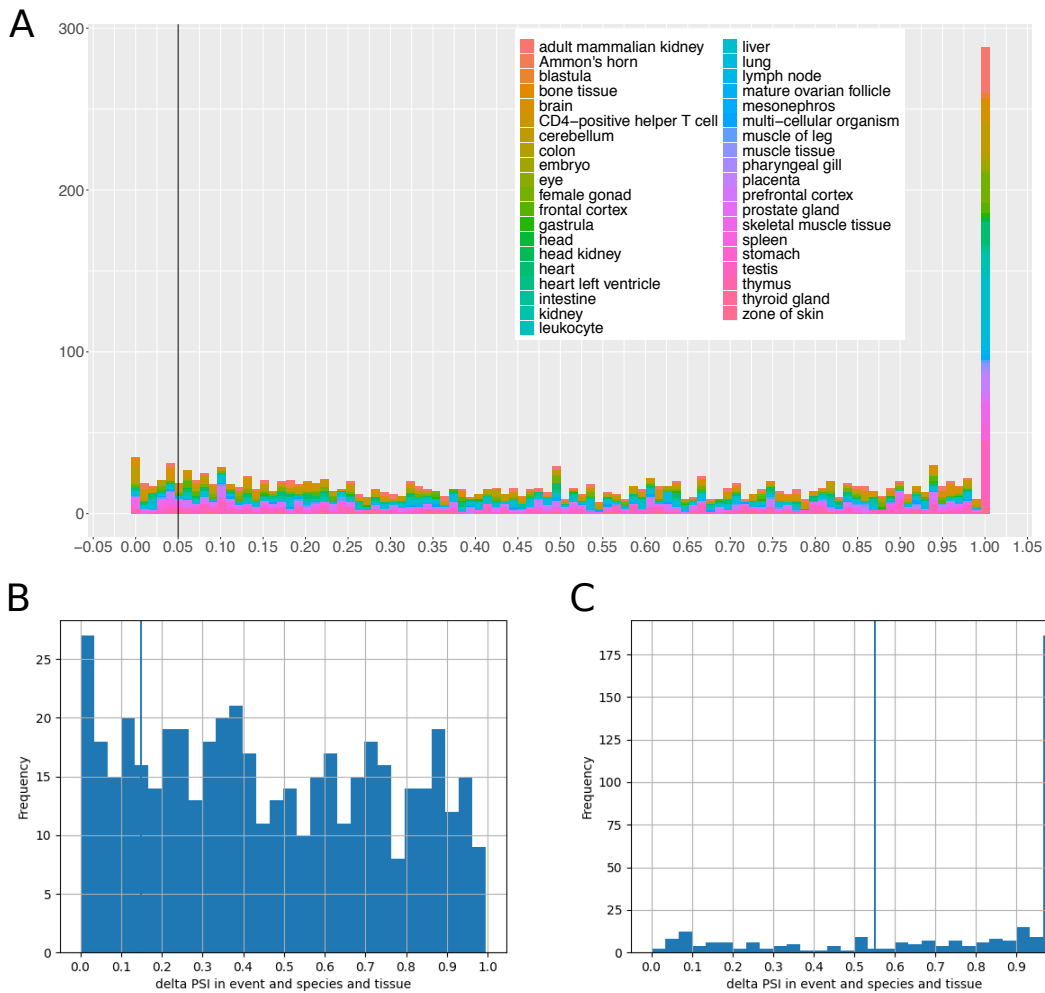 A
300
200
100
0
adult mammalian kidney
Ammon's horn
blastula
bone tissue
brain
CD4−positive helper T cell
cerebellum
colon
embryo
eye
female gonad
frontal cortex
gastrula
head
head kidney
heart
heart left ventricle
intestine
kidney
leukocyte
liver
lung
lymph node
mature ovarian follicle
mesonephros
multi−cellular organism
muscle of leg
muscle tissue
pharyngeal gill
placenta
prefrontal cortex
prostate gland
skeletal muscle tissue
spleen
stomach
testis
thymus
thyroid gland
zone of skin
−0.05 0.00 0.05 0.10 0.15 0.20 0.25 0.30 0.35 0.40 0.45 0.50 0.55 0.60 0.65 0.70 0.75 0.80 0.85 0.90 0.95 1.00 1.05
B
Frequency
25
20
15
10
5
0
0.0 0.1 0.2 0.3 0.4 0.5 0.6 0.7 0.8 0.9 1.0
delta PSI in event and species and tissue
C
Frequency
175
150
125
100
75
50
25
0
0.0 0.1 0.2 0.3 0.4 0.5 0.6 0.7 0.8 0.9
delta PSI in event and species and tissue